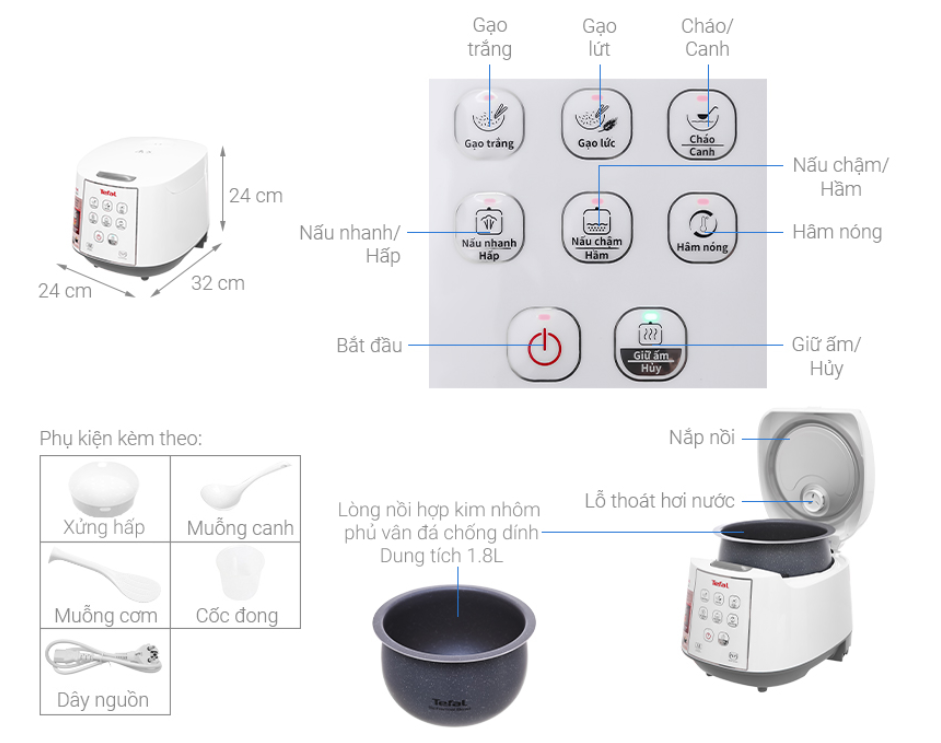 Gạo
trắng
Gạo
lứt
Cháo/
Canh
Gạo trắng
Gạo lức
Cháo
Canh
Nấu chậm/
Hầm
Nấu nhanh/
Hấp
Nấu nhanh
Hấp
Nấu chậm
Hầm
Hâm nóng
Hâm nóng
Bắt đầu
Giữ ấm
Hủy
Giữ ấm/
Hủy
Tefal
24 cm
24 cm
32 cm
Phụ kiện kèm theo:
Xửng hấp
Muỗng canh
Muỗng cơm
Cốc đong
Dây nguồn
Lòng nồi hợp kim nhôm
phủ vân đá chống dính
Dung tích 1.8L
Tefal
Nắp nồi
Lỗ thoát hơi nước
Tefal